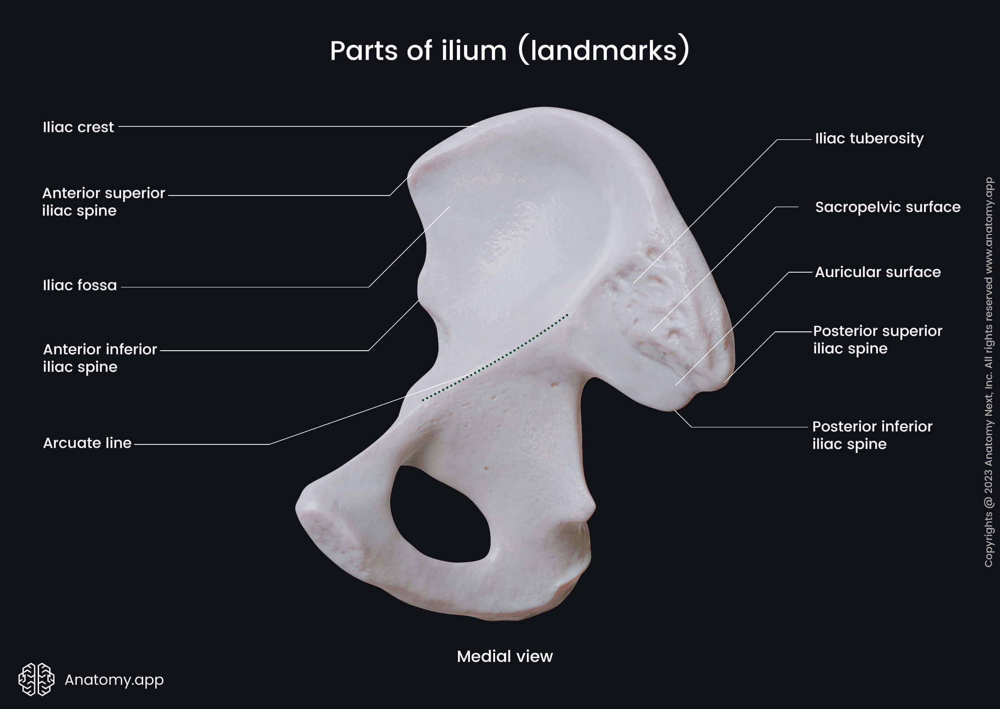 Parts of ilium (landmarks)
Iliac crest
Anterior superior
iliac spine
Iliac fossa
Anterior inferior
iliac spine
Arcuate line
Iliac tuberosity
Sacropelvic surface
Auricular surface
Posterior superior
iliac spine
Posterior inferior
iliac spine
Medial view
Anatomy.app
Copyrights @ 2023 Anatomy Next, Inc. All rights reserved www.anatomy.app